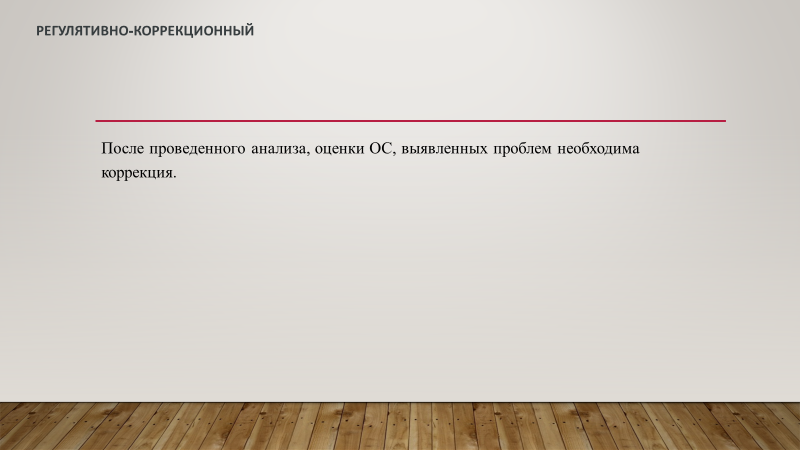 РЕГУЛЯТИВНО-КОРРЕКЦИОННЫЙ
После проведенного анализа, оценки ОС, выявленных проблем необходима
коррекция.